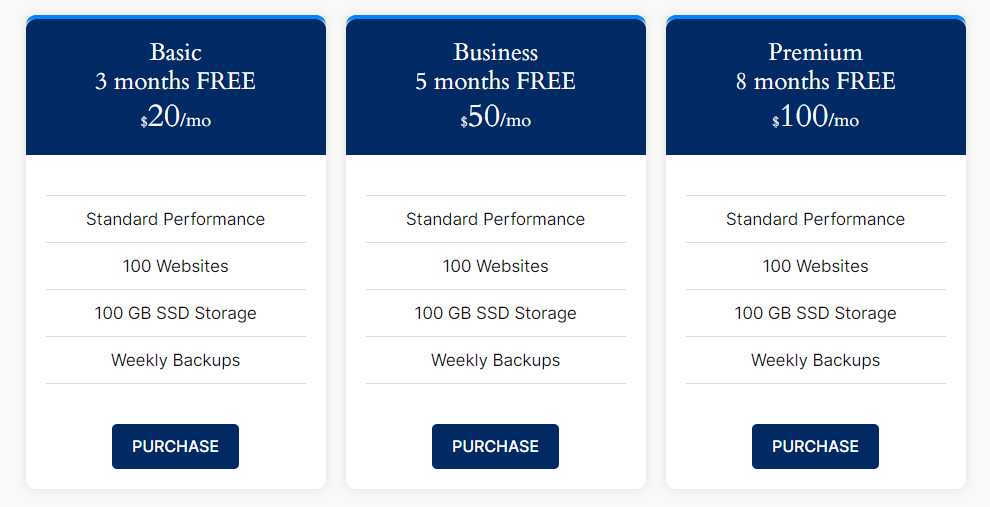 Basic
3 months FREE
$20/mo
Standard Performance
100 Websites
100 GB SSD Storage
Weekly Backups
PURCHASE
Business
5 months FREE
$50/mo
Standard Performance
100 Websites
100 GB SSD Storage
Weekly Backups
PURCHASE
Premium
8 months FREE
$100/mo
Standard Performance
100 Websites
100 GB SSD Storage
Weekly Backups
PURCHASE